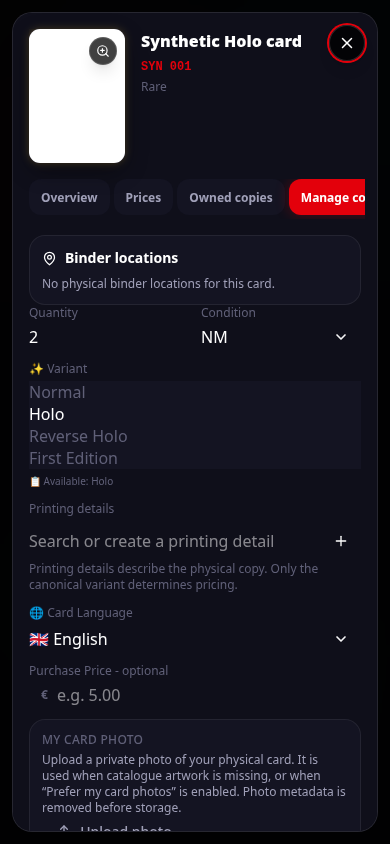 Synthetic Holo card
SYN 001
Rare
Overview
Prices
Owned copies
Manage co
Binder locations
No physical binder locations for this card.
Quantity
Condition
2
NM
✨ Variant
Normal
Holo
Reverse Holo
First Edition
📋 Available: Holo
Printing details
Search or create a printing detail
Printing details describe the physical copy. Only the
canonical variant determines pricing.
🌐 Card Language
🇬🇧 English
Purchase Price - optional
€ e.g. 5.00
MY CARD PHOTO
Upload a private photo of your physical card. It is
used when catalogue artwork is missing, or when
“Prefer my card photos” is enabled. Photo metadata is
removed before storage.
Upload photo